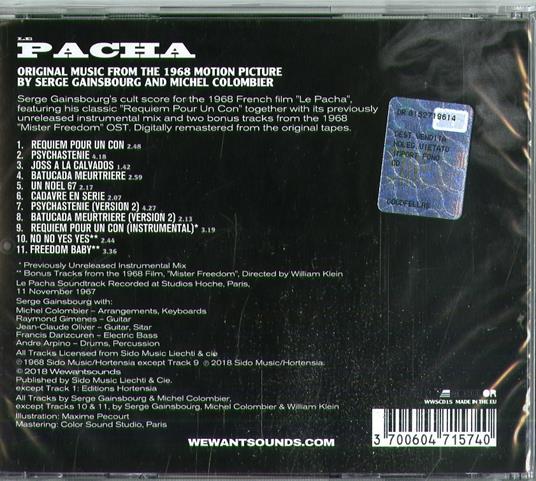 LE
PACHA
ORIGINAL MUSIC FROM THE 1968 MOTION PICTURE
BY SERGE GAINSBOURG AND MICHEL COLOMBIER
Serge Gainsbourg's cult score for the 1968 French film "Le Pacha",
featuring his classic "Requiem Pour Un Con" together with its previously
unreleased instrumental mix and two bonus tracks from the 1968
"Mister Freedom" OST. Digitally remastered from the original tapes.
1. REQUIEM POUR UN CON 2.48
2. PSYCHASTENIE 4.18
3. JOSS A LA CALVADOS 1.42
4. BATUCADA MEURTRIERE 2.59
5. UN NOEL 67 2.17
6. CADAVRE EN SERIE 2.07
7. PSYCHASTENIE (VERSION 2) 4.27
8. BATUCADA MEURTRIERE (VERSION 2) 2.13
9. REQUIEM POUR UN CON (INSTRUMENTAL)* 3.19
10. NO NO YES YES** 2.44
11. FREEDOM BABY** 3.36
* Previously Unreleased Instrumental Mix
** Bonus Tracks from the 1968 Film, "Mister Freedom", Directed by William Klein
Le Pacha Soundtrack Recorded at Studios Hoche, Paris,
11 November 1967
Serge Gainsbourg with:
Michel Colombier – Arrangements, Keyboards
Raymond Gimenes – Guitar
Jean-Claude Oliver – Guitar, Sitar
Francis Darizcuren – Electric Bass
Andre Arpino – Drums, Percussion
All Tracks Licensed from Sido Music Liechti & cie
℗ 1968 Sido Music/Hortensia except Track 9 ℗ 2018 Sido Music/Hortensia.
©2018 Wewantsounds
Published by Sido Music Liechti & Cie.
except Track 1: Editions Hortensia
All Tracks by Serge Gainsbourg & Michel Colombier,
except Tracks 10 & 11, by Serge Gainsbourg, Michel Colombier & William Klein
Illustration: Maxime Pecourt
Mastering: Color Sound Studio, Paris
WEWANTSOUNDS.COM
DR 0152719614
DEST.VENDITA
NOLEG.VIETATO
IMPORT FONO
CD
GOODFELLAS
WWSCD15 MADE IN THE EU
3 700604 715740